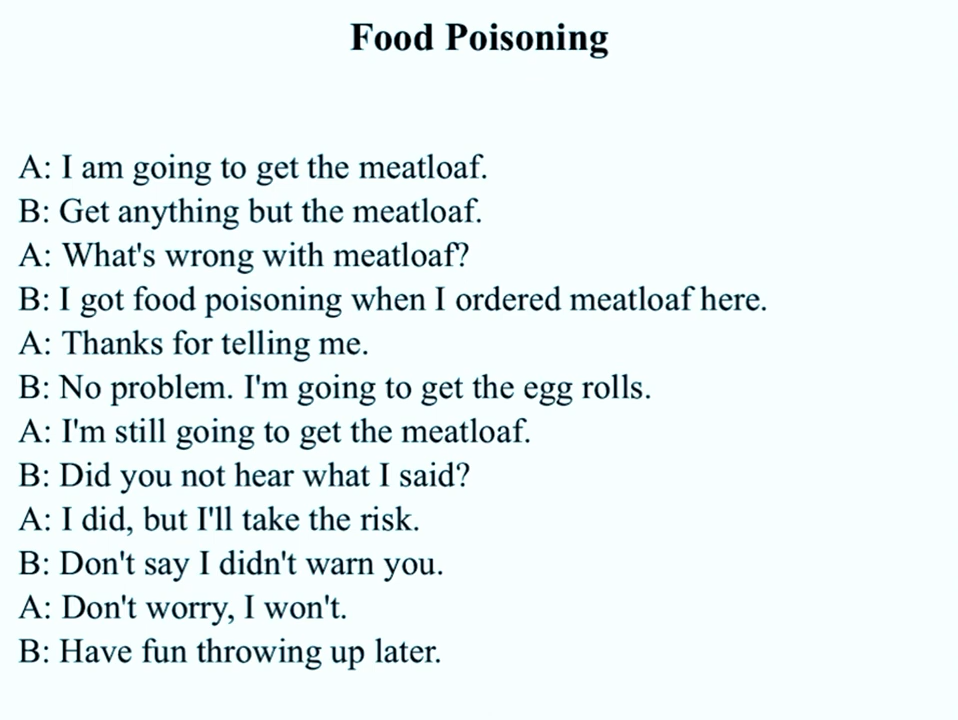 Food Poisoning
A: I am going to get the meatloaf.
B: Get anything but the meatloaf.
A: What's wrong with meatloaf?
B: I got food poisoning when I ordered meatloaf here.
A: Thanks for telling me.
B: No problem. I'm going to get the egg rolls.
A: I'm still going to get the meatloaf.
B: Did you not hear what I said?
A: I did, but I'll take the risk.
B: Don't say I didn't warn you.
A: Don't worry, I won't.
B: Have fun throwing up later.